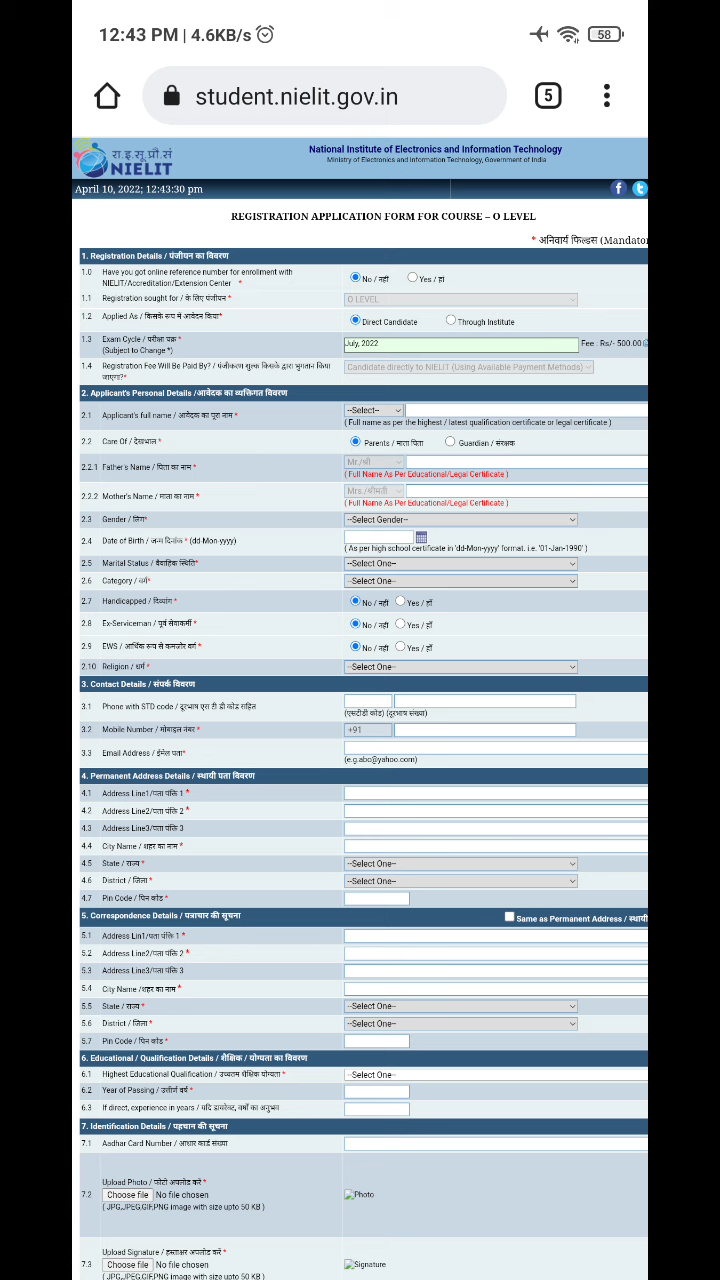 12:43 PM | 4.6KB/s
58
student.nielit.gov.in
5
रा.इ.सू.प्रौ.सं
NIELIT
National Institute of Electronics and Information Technology
Ministry of Electronics and Information Technology, Government of India
April 10, 2022; 12:43:30 pm
REGISTRATION APPLICATION FORM FOR COURSE – O LEVEL
* अनिवार्य फिल्डस (Mandator
1. Registration Details / पंजीयन का विवरण
1.0 Have you got online reference number for enrollment with
NIELIT/Accreditation/Extension Center * No / नहीं Yes / हां
1.1 Registration sought for / के लिए पंजीयन * O LEVEL
1.2 Applied As / किसके रूप में आवेदन किया* Direct Candidate Through Institute
1.3 Exam Cycle / परीक्षा चक्र *
(Subject to Change *) July, 2022 Fee : Rs/- 500.00
1.4 Registration Fee Will be Paid By? / पंजीकरण शुल्क किसके द्वारा भुगतान किया
जाएगा?* Candidate directly to NIELIT (Using Available Payment Methods)
2. Applicant's Personal Details /आवेदक का व्यक्तिगत विवरण
2.1 Applicant's full name / आवेदक का पूरा नाम * --Select--
( Full name as per the highest / latest qualification certificate or legal certificate )
2.2 Care Of / देखभाल * Parents / माता पिता Guardian / संरक्षक
2.2.1 Father's Name / पिता का नाम * Mr./श्री
( Full Name As Per Educational/Legal Certificate )
2.2.2 Mother's Name / माता का नाम * Mrs./श्रीमती
( Full Name As Per Educational/Legal Certificate )
2.3 Gender / लिंग* --Select Gender--
2.4 Date of Birth / जन्म दिनांक * (dd-Mon-yyyy)
( As per high school certificate in 'dd-Mon-yyyy' format. i.e. '01-Jan-1990' )
2.5 Marital Status / वैवाहिक स्थिति* --Select One--
2.6 Category / वर्ग* --Select One--
2.7 Handicapped / दिव्यांग * No / नहीं Yes / हाँ
2.8 Ex-Serviceman / पूर्व सेवाकर्मी * No / नहीं Yes / हाँ
2.9 EWS / आर्थिक रूप से कमजोर वर्ग * No / नहीं Yes / हाँ
2.10 Religion / धर्म * --Select One--
3. Contact Details / संपर्क विवरण
3.1 Phone with STD code / दूरभाष एस टी डी कोड सहित
(एसटीडी कोड) (दूरभाष संख्या)
3.2 Mobile Number / मोबाइल नंबर * +91
3.3 Email Address / ईमेल पता*
(e.g.abc@yahoo.com)
4. Permanent Address Details / स्थायी पता विवरण
4.1 Address Line1/पता पंक्ति 1 *
4.2 Address Line2/पता पंक्ति 2 *
4.3 Address Line3/पता पंक्ति 3
4.4 City Name / शहर का नाम *
4.5 State / राज्य * --Select One--
4.6 District / जिला * --Select One--
4.7 Pin Code / पिन कोड *
5. Correspondence Details / पत्राचार की सूचना Same as Permanent Address / स्थायी
5.1 Address Lin1/पता पंक्ति 1 *
5.2 Address Line2/पता पंक्ति 2 *
5.3 Address Line3/पता पंक्ति 3
5.4 City Name /शहर का नाम *
5.5 State / राज्य * --Select One--
5.6 District / जिला * --Select One--
5.7 Pin Code / पिन कोड *
6. Educational / Qualification Details / शैक्षिक / योग्यता का विवरण
6.1 Highest Educational Qualification / उच्चतम शैक्षिक योग्यता * --Select One--
6.2 Year of Passing / उत्तीर्ण वर्ष *
6.3 If direct, experience in years / यदि डायरेक्ट, वर्षों का अनुभव
7. Identification Details / पहचान की सूचना
7.1 Aadhar Card Number / आधार कार्ड संख्या
Upload Photo / फोटो अपलोड करें *
7.2 Choose file No file chosen Photo
( JPG,JPEG,GIF,PNG image with size upto 50 KB )
Upload Signature / हस्ताक्षर अपलोड करें *
7.3 Choose file No file chosen Signature
( JPG,JPEG,GIF,PNG image with size upto 50 KB )